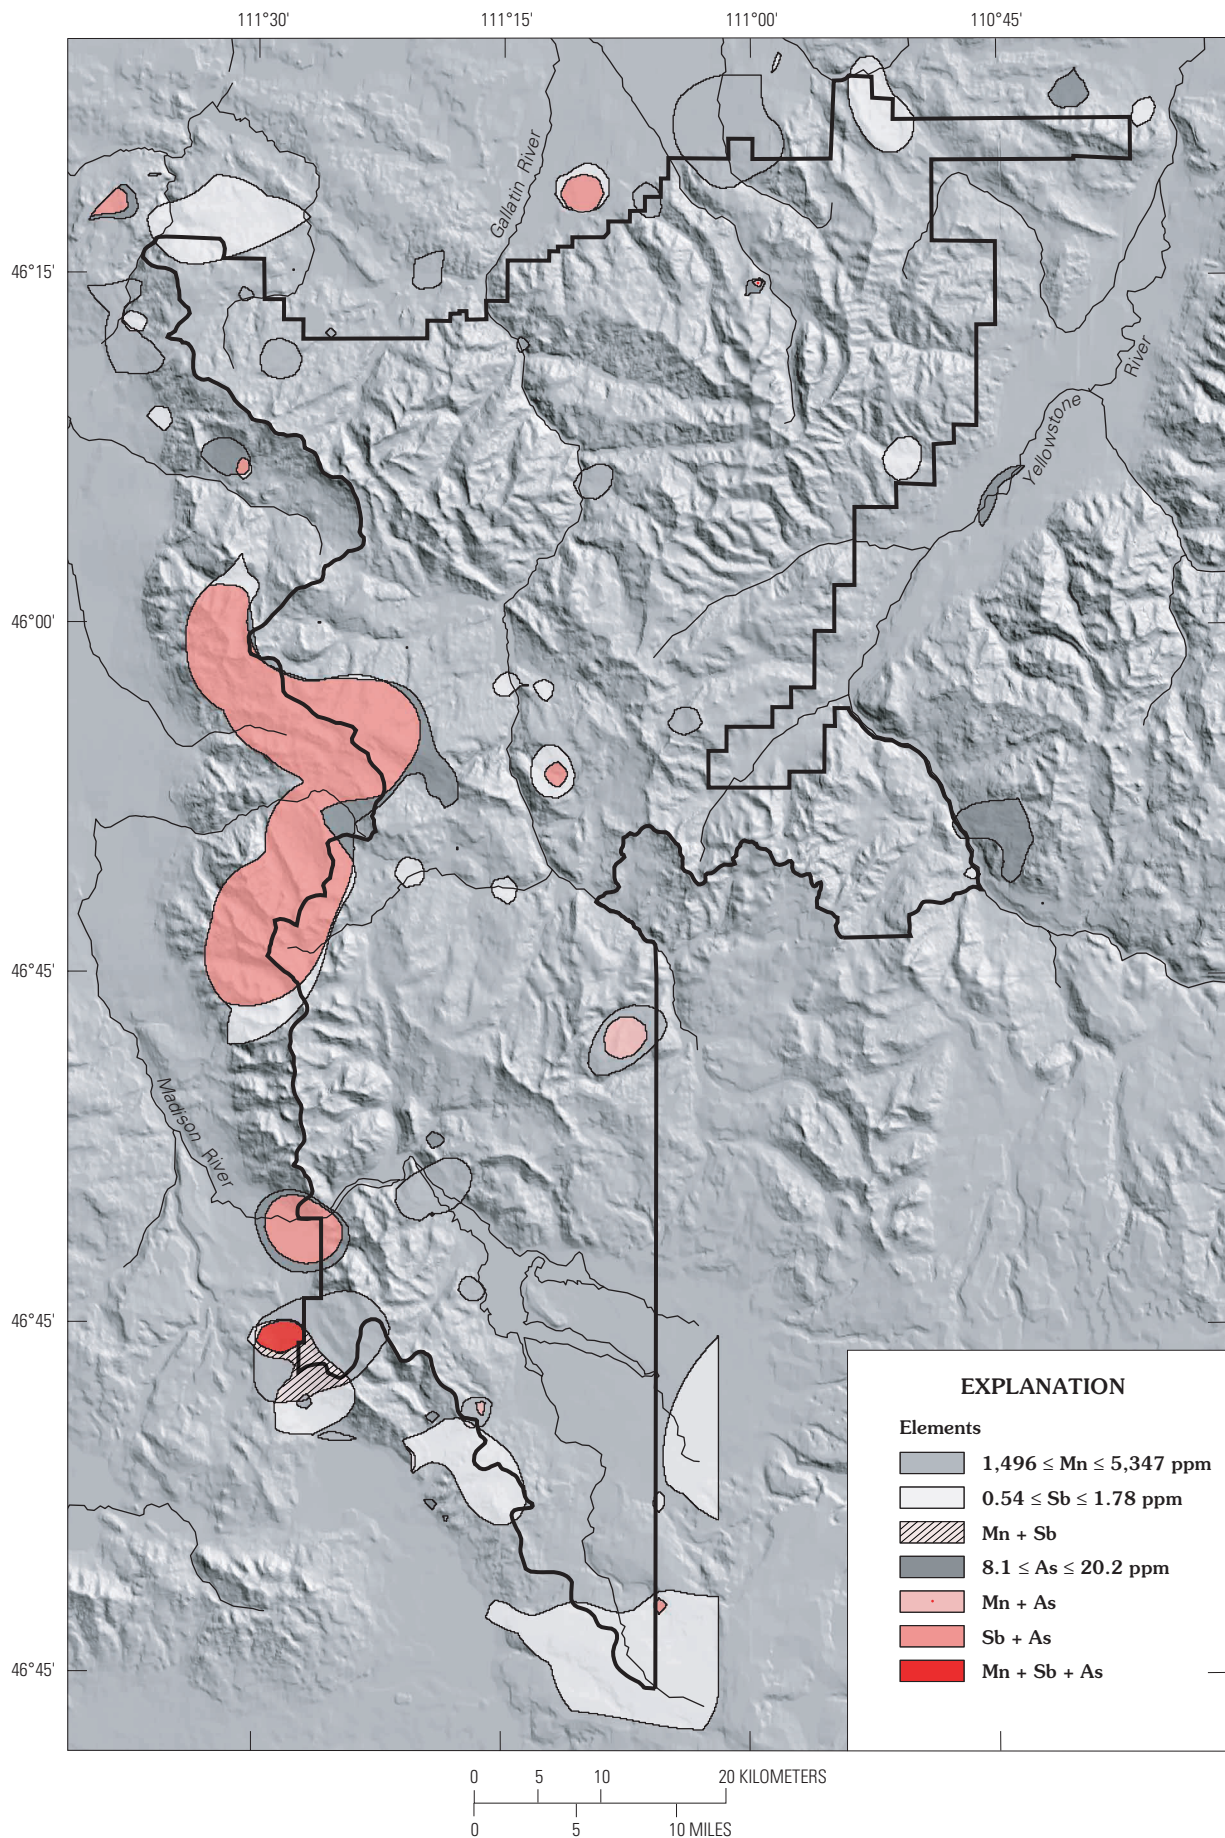 111°30' 111°15' 111°00' 110°45'
Gallatin River
46°15'
River
Yellowstone
46°00'
46°45'
Madison River
46°45'
EXPLANATION
Elements
1,496 ≤ Mn ≤ 5,347 ppm
0.54 ≤ Sb ≤ 1.78 ppm
Mn + Sb
8.1 ≤ As ≤ 20.2 ppm
Mn + As
Sb + As
Mn + Sb + As
46°45'
0 5 10 20 KILOMETERS
0 5 10 MILES